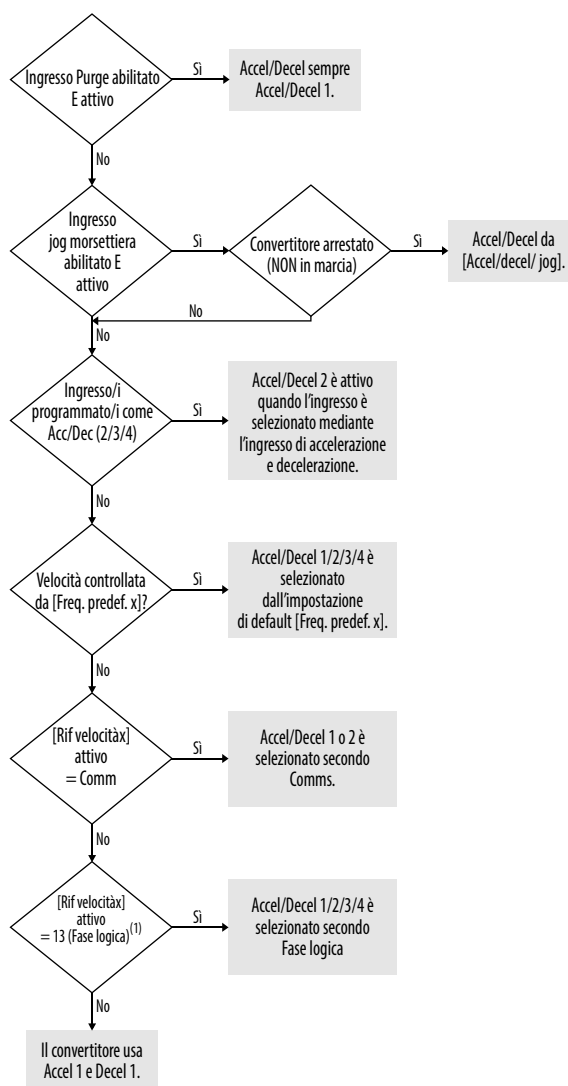 Ingresso Purge abilitato
E attivo
Sì
Accel/Decel sempre
Accel/Decel 1.
No
Ingresso
jog morsettiera
abilitato E
attivo
Sì
Convertitore arrestato
(NON in marcia)
Sì
Accel/Decel da
[Accel/decel/ jog].
No
No
Ingresso/i
programmato/i come
Acc/Dec (2/3/4)
Sì
Accel/Decel 2 è attivo
quando l'ingresso è
selezionato mediante
l'ingresso di accelerazione
e decelerazione.
No
Velocità controllata
da [Freq. predef. x]?
Sì
Accel/Decel 1/2/3/4 è
selezionato
dall'impostazione
di default [Freq. predef. x].
No
[Rif velocitàx]
attivo
= Comm
Sì
Accel/Decel 1 o 2 è
selezionato secondo
Comms.
No
[Rif velocitàx]
attivo
= 13 (Fase logica)(1)
Sì
Accel/Decel 1/2/3/4 è
selezionato secondo
Fase logica
No
Il convertitore usa
Accel 1 e Decel 1.